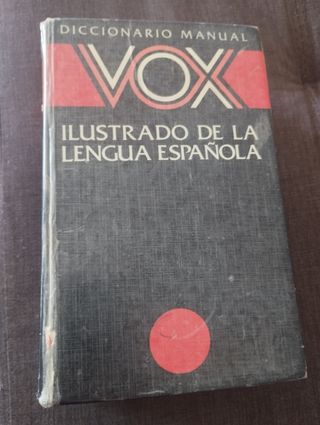 DICCIONARIO MANUAL
VOX
ILUSTRADO DE LA
LENGUA ESPAÑOLA